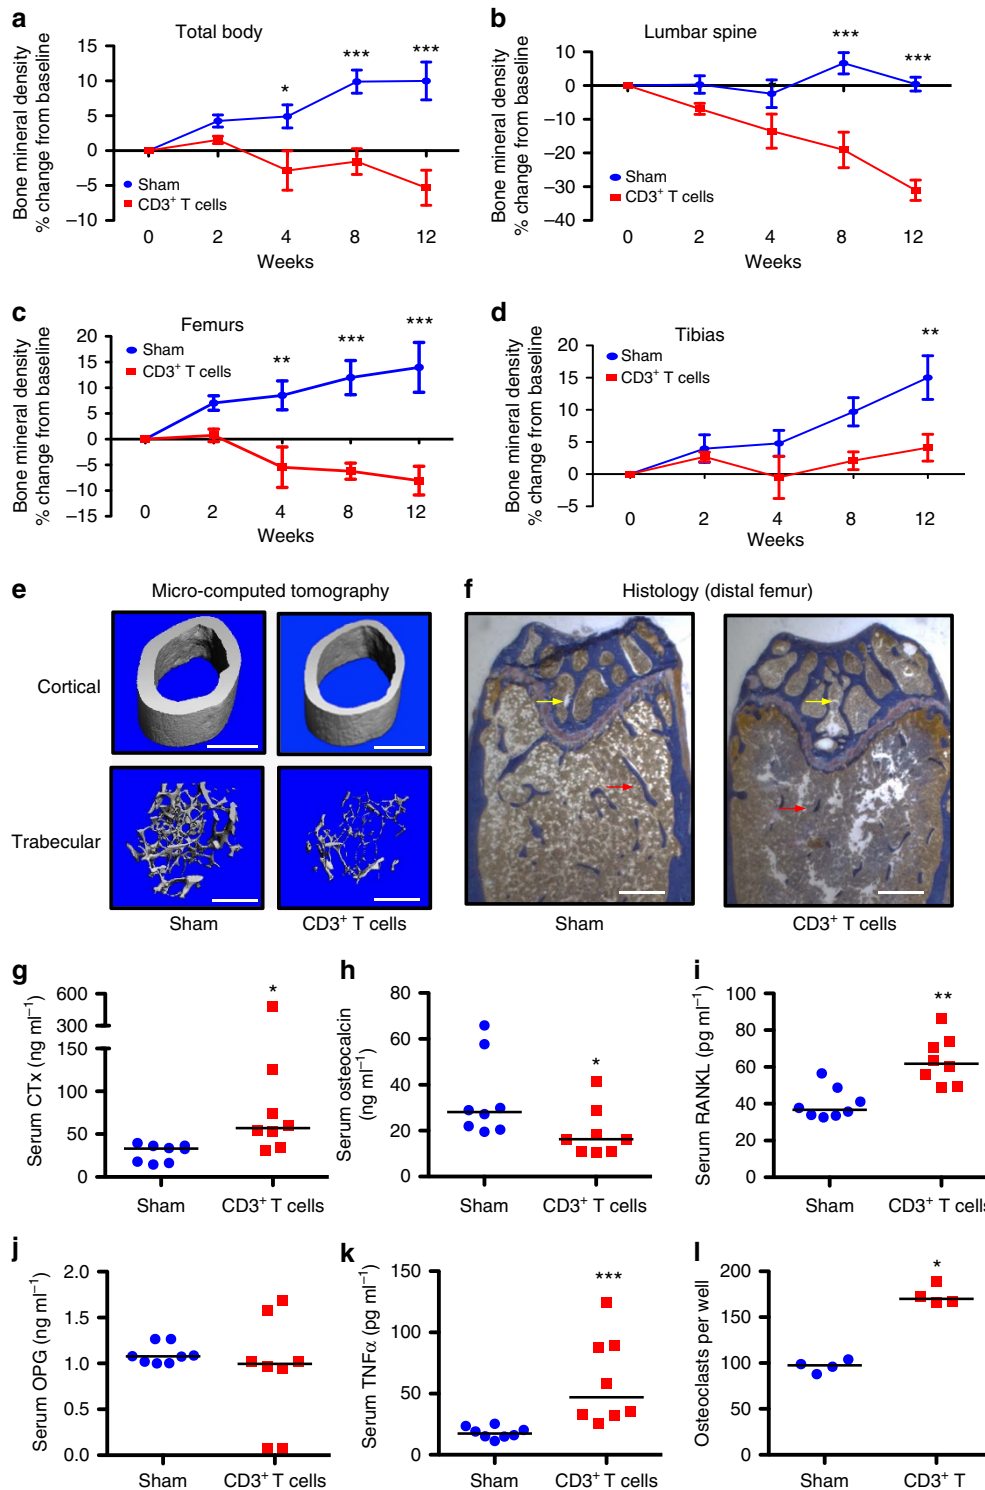 a
Total body
Bone mineral density
% change from baseline
15
10
5
0
−5
−10
***
***
*
Sham
CD3+ T cells
0 2 4 8 12
Weeks
b
Lumbar spine
Bone mineral density
% change from baseline
10
0
−10
−20
−30
−40
***
***
Sham
CD3+ T cells
0 2 4 8 12
Weeks
c
Femurs
Bone mineral density
% change from baseline
20
15
10
5
0
−5
−10
−15
**
***
***
Sham
CD3+ T cells
0 2 4 8 12
Weeks
d
Tibias
Bone mineral density
% change from baseline
20
15
10
5
0
−5
**
Sham
CD3+ T cells
0 2 4 8 12
Weeks
e
Micro-computed tomography
Cortical
Trabecular
Sham CD3+ T cells
f
Histology (distal femur)
Sham CD3+ T cells
g
Serum CTx (ng ml−1)
600
300
150
100
50
0
*
Sham CD3+ T cells
h
Serum osteocalcin
(ng ml−1)
80
60
40
20
0
*
Sham CD3+ T cells
i
Serum RANKL (pg ml−1)
100
80
60
40
20
0
**
Sham CD3+ T cells
j
Serum OPG (ng ml−1)
2.0
1.5
1.0
0.5
0.0
Sham CD3+ T cells
k
Serum TNFα (pg ml−1)
150
100
50
0
***
Sham CD3+ T cells
l
Osteoclasts per well
200
150
100
50
0
*
Sham CD3+ T